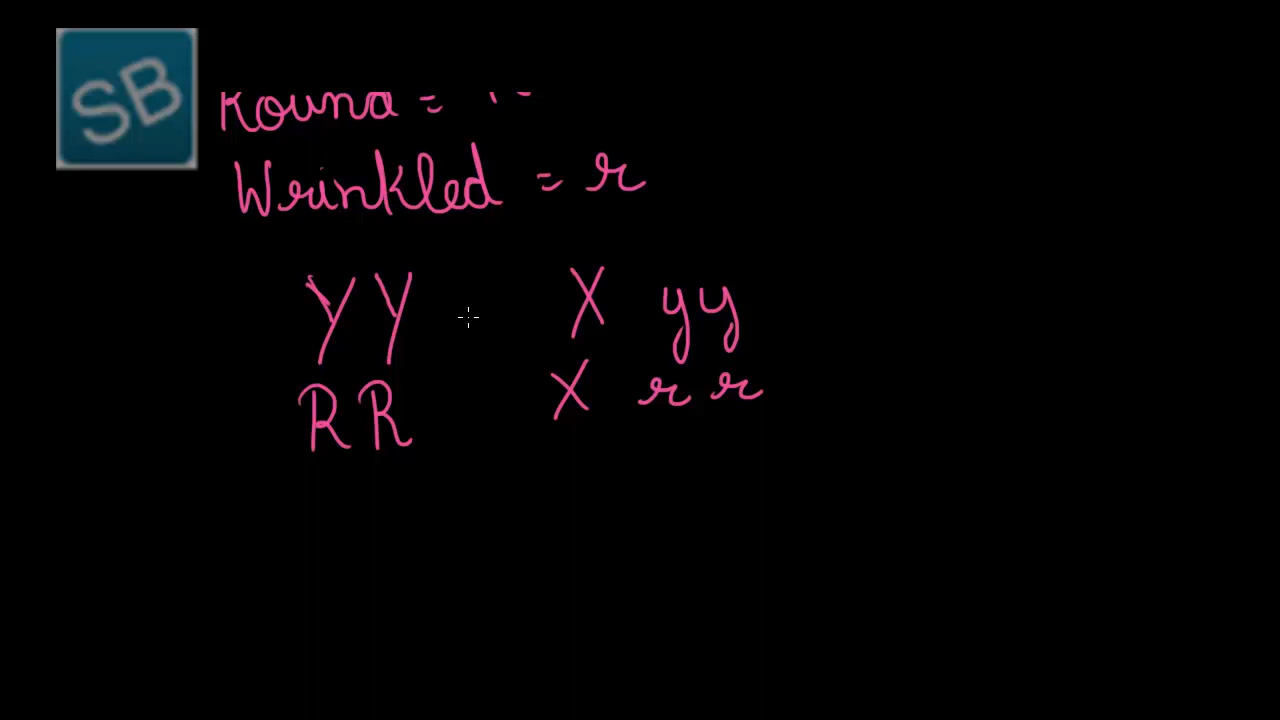 SB
Round =
Wrinkled = r
YY X yy
RR X rr